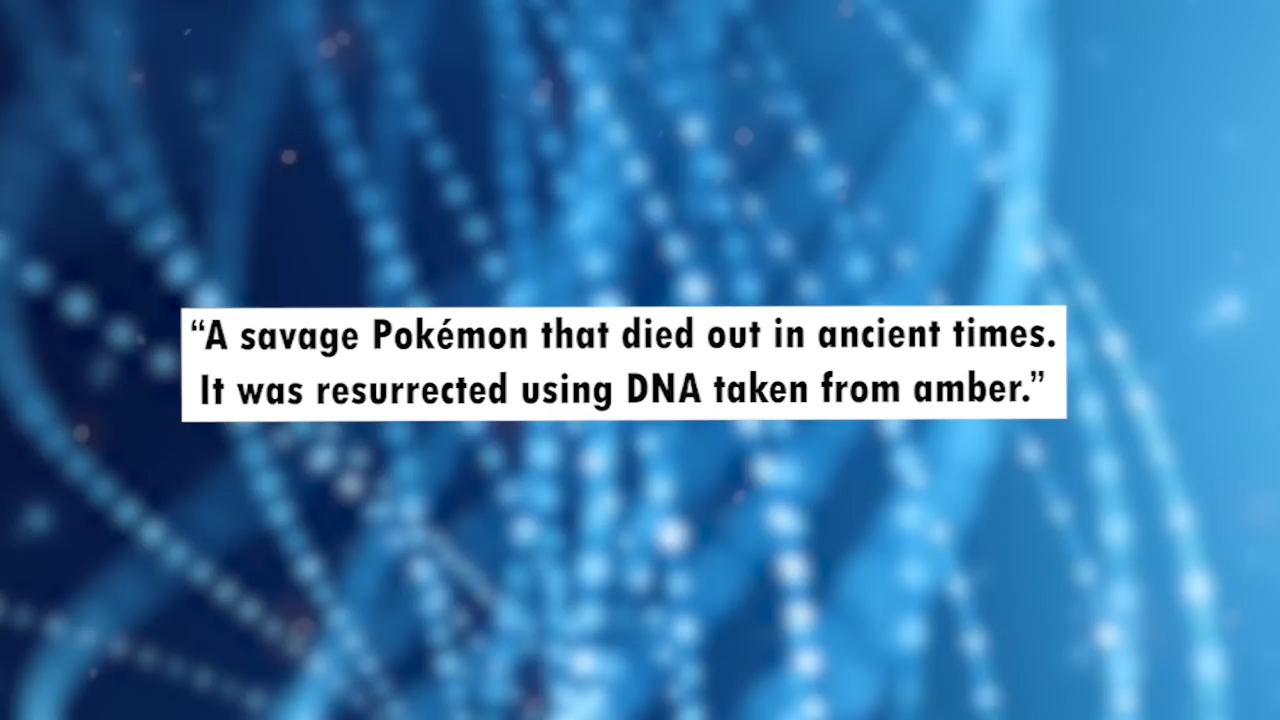 “A savage Pokémon that died out in ancient times.
It was resurrected using DNA taken from amber.”